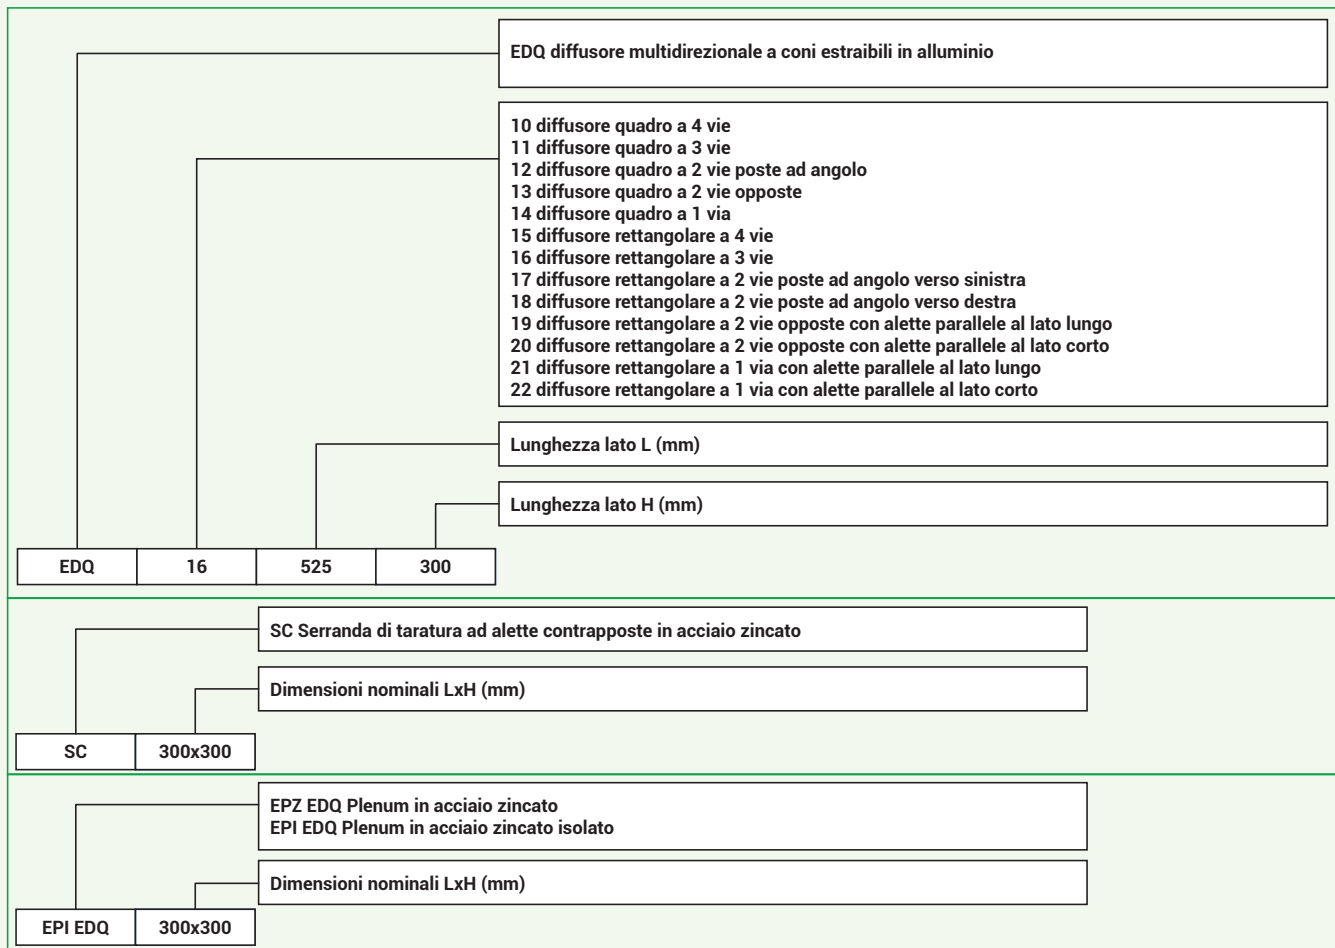 EDQ diffusore multidirezionale a coni estraibili in alluminio
10 diffusore quadro a 4 vie
11 diffusore quadro a 3 vie
12 diffusore quadro a 2 vie poste ad angolo
13 diffusore quadro a 2 vie opposte
14 diffusore quadro a 1 via
15 diffusore rettangolare a 4 vie
16 diffusore rettangolare a 3 vie
17 diffusore rettangolare a 2 vie poste ad angolo verso sinistra
18 diffusore rettangolare a 2 vie poste ad angolo verso destra
19 diffusore rettangolare a 2 vie opposte con alette parallele al lato lungo
20 diffusore rettangolare a 2 vie opposte con alette parallele al lato corto
21 diffusore rettangolare a 1 via con alette parallele al lato lungo
22 diffusore rettangolare a 1 via con alette parallele al lato corto
Lunghezza lato L (mm)
Lunghezza lato H (mm)
EDQ 16 525 300
SC Serranda di taratura ad alette contrapposte in acciaio zincato
Dimensioni nominali LxH (mm)
SC 300x300
EPZ EDQ Plenum in acciaio zincato
EPI EDQ Plenum in acciaio zincato isolato
Dimensioni nominali LxH (mm)
EPI EDQ 300x300